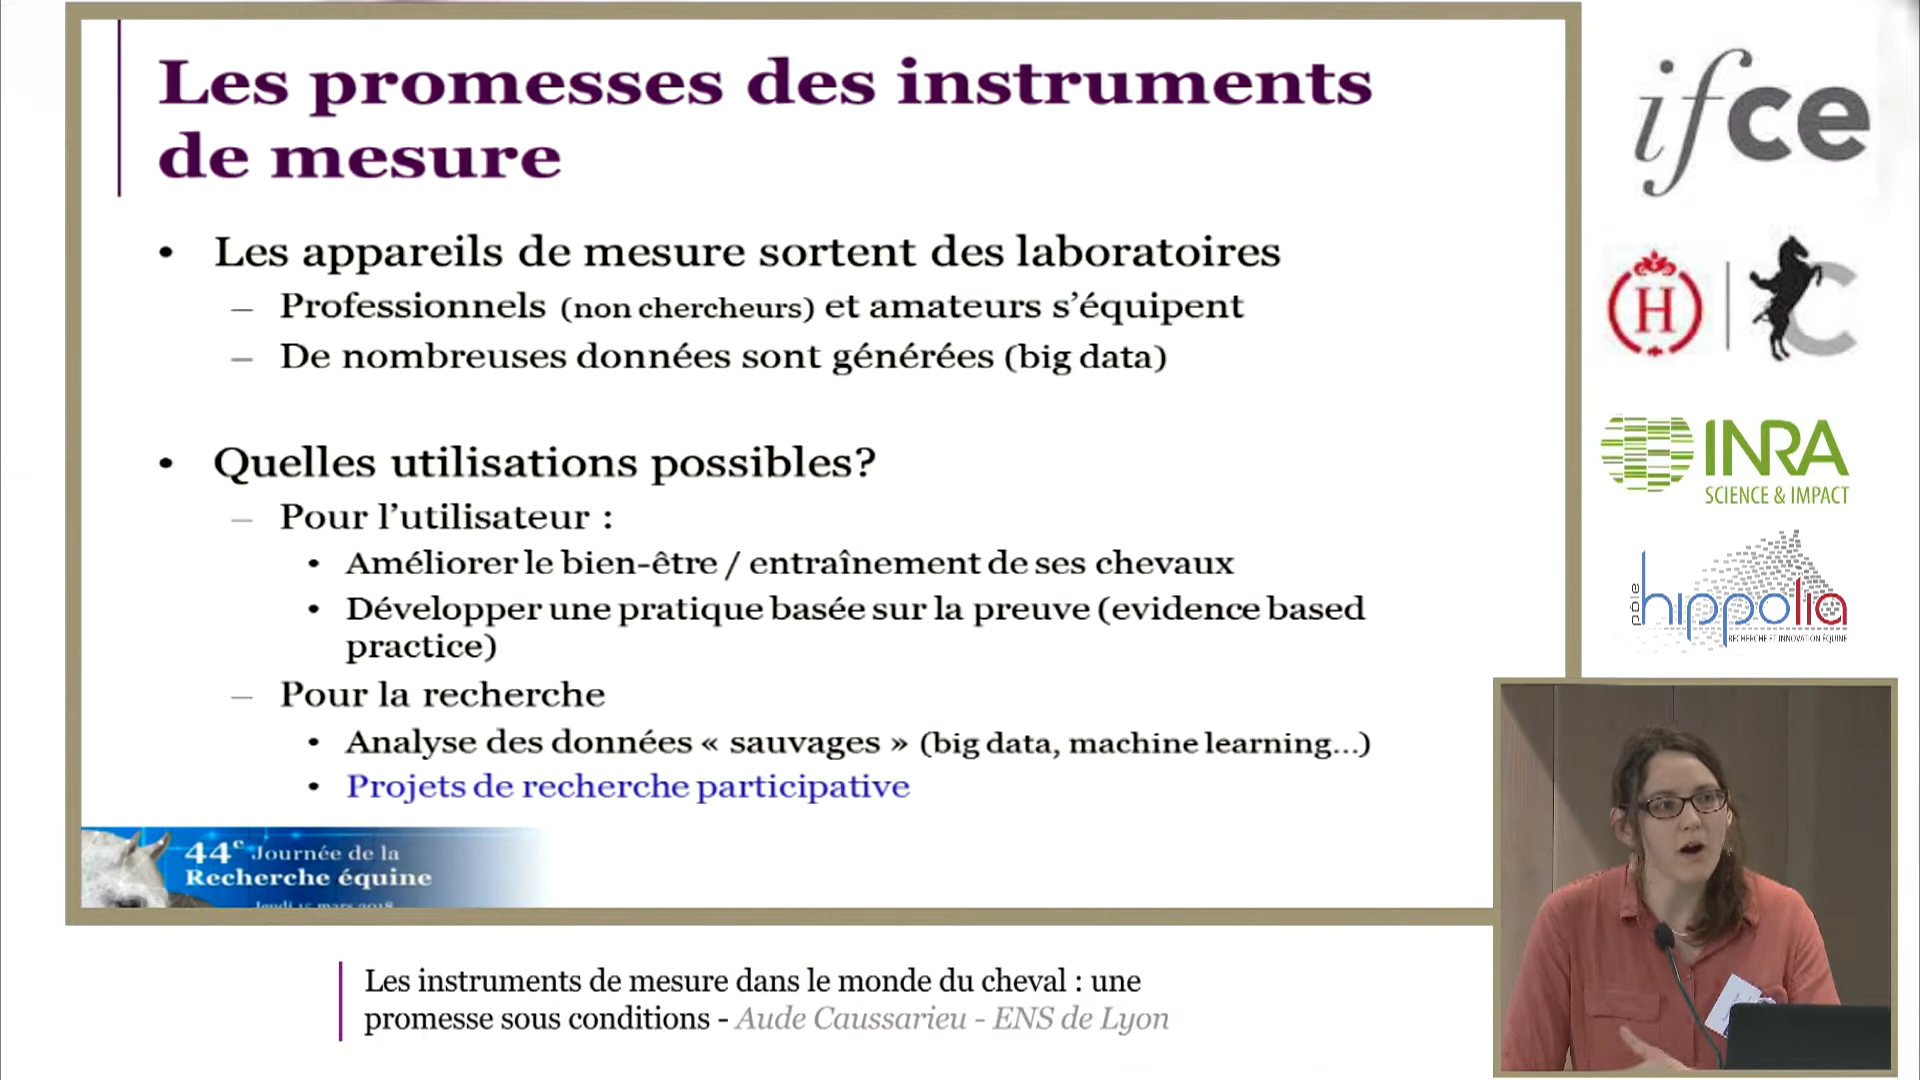 Les promesses des instruments
de mesure
• Les appareils de mesure sortent des laboratoires
– Professionnels (non chercheurs) et amateurs s’équipent
– De nombreuses données sont générées (big data)
• Quelles utilisations possibles?
– Pour l’utilisateur :
• Améliorer le bien-être / entraînement de ses chevaux
• Développer une pratique basée sur la preuve (evidence based
practice)
– Pour la recherche
• Analyse des données « sauvages » (big data, machine learning...)
• Projets de recherche participative
44e Journée de la
Recherche équine
Jeudi 15 mars 2018
Les instruments de mesure dans le monde du cheval : une
promesse sous conditions - Aude Caussarieu - ENS de Lyon
ifce
H C
INRA
SCIENCE & IMPACT
pôle
hippolia
RECHERCHE ET INNOVATION ÉQUINE